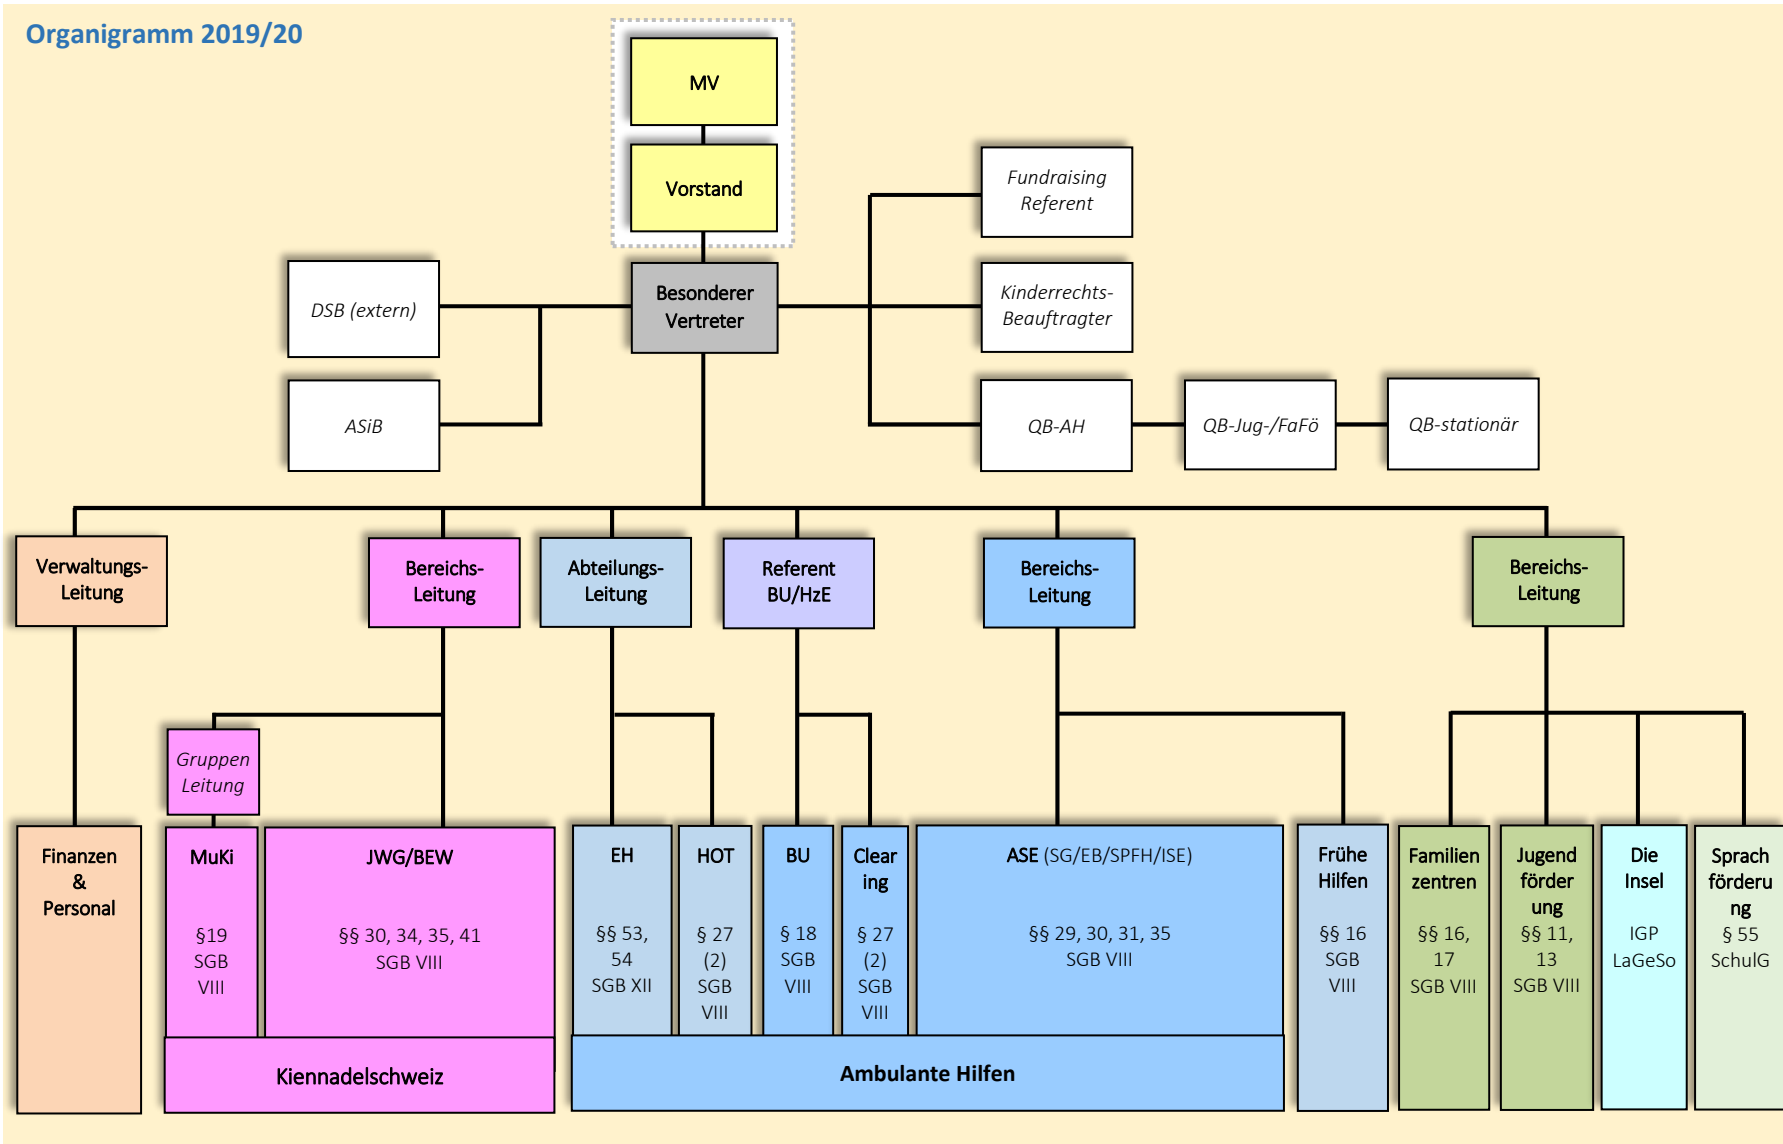 Organigramm 2019/20
MV
Vorstand
Fundraising
Referent
Besonderer
Vertreter
DSB (extern)
Kinderrechts-
Beauftragter
ASiB
QB-AH
QB-Jug-/FaFö
QB-stationär
Verwaltungs-
Leitung
Bereichs-
Leitung
Abteilungs-
Leitung
Referent
BU/HzE
Bereichs-
Leitung
Bereichs-
Leitung
Gruppen
Leitung
Finanzen
&
Personal
MuKi
§19
SGB
VIII
JWG/BEW
§§ 30, 34, 35, 41
SGB VIII
Kiennadelschweiz
EH
§§ 53,
54
SGB XII
HOT
§ 27
(2)
SGB
VIII
BU
§ 18
SGB
VIII
Clear
ing
§ 27
(2)
SGB
VIII
ASE (SG/EB/SPFH/ISE)
§§ 29, 30, 31, 35
SGB VIII
Ambulante Hilfen
Frühe
Hilfen
§§ 16
SGB
VIII
Familien
zentren
§§ 16,
17
SGB VIII
Jugend
förder
ung
§§ 11,
13
SGB VIII
Die
Insel
IGP
LaGeSo
Sprach
förderu
ng
§ 55
SchulG